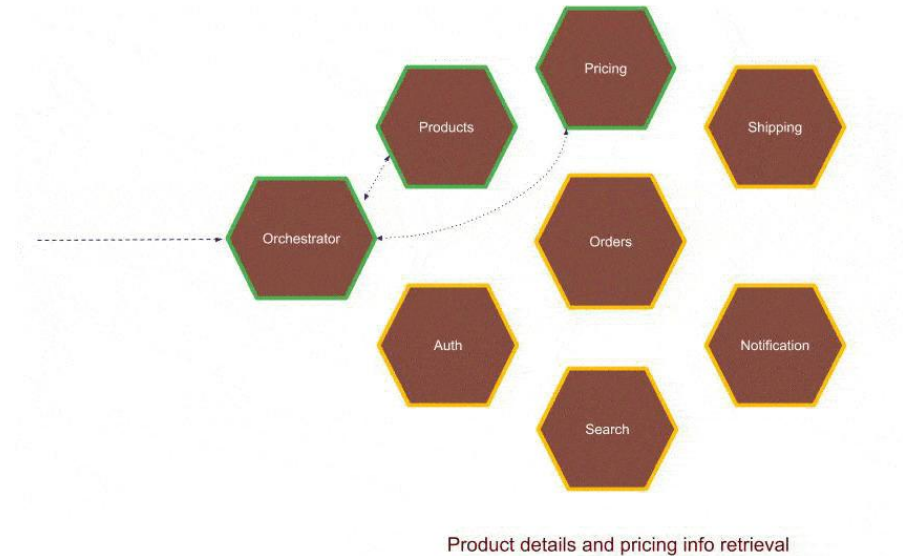 Pricing
Products
Shipping
Orchestrator
Orders
Auth
Notification
Search
Product details and pricing info retrieval